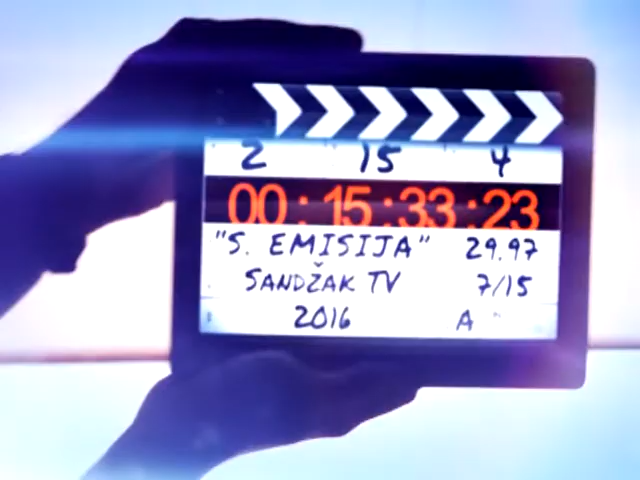 2 15 4
00:15:33:23
"S. EMISIJA" 29.97
SANDŽAK TV 7/15
2016 A